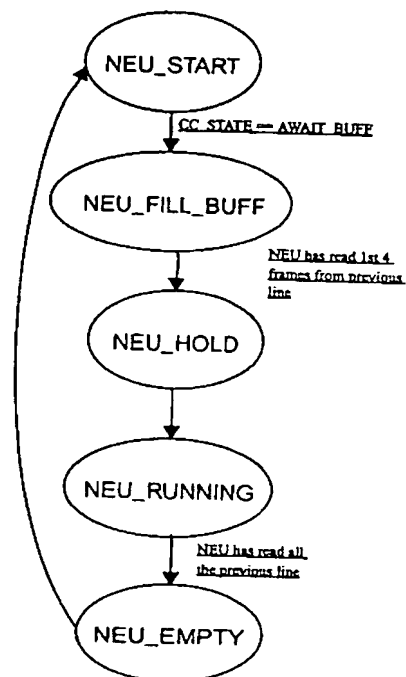 NEU_START
CC_STATE == AWAIT_BUFF
NEU_FILL_BUFF
NEU has read 1st 4
frames from previous
line
NEU_HOLD
NEU_RUNNING
NEU has read all
the previous line
NEU_EMPTY